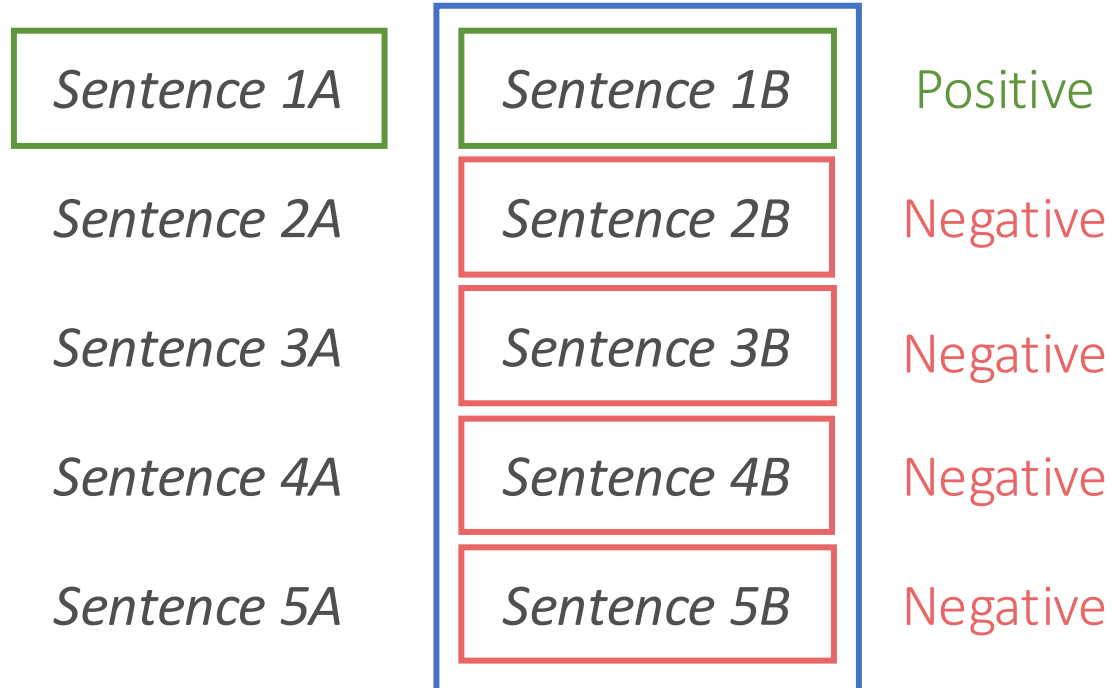 Sentence 1A Sentence 1B Positive
Sentence 2A Sentence 2B Negative
Sentence 3A Sentence 3B Negative
Sentence 4A Sentence 4B Negative
Sentence 5A Sentence 5B Negative